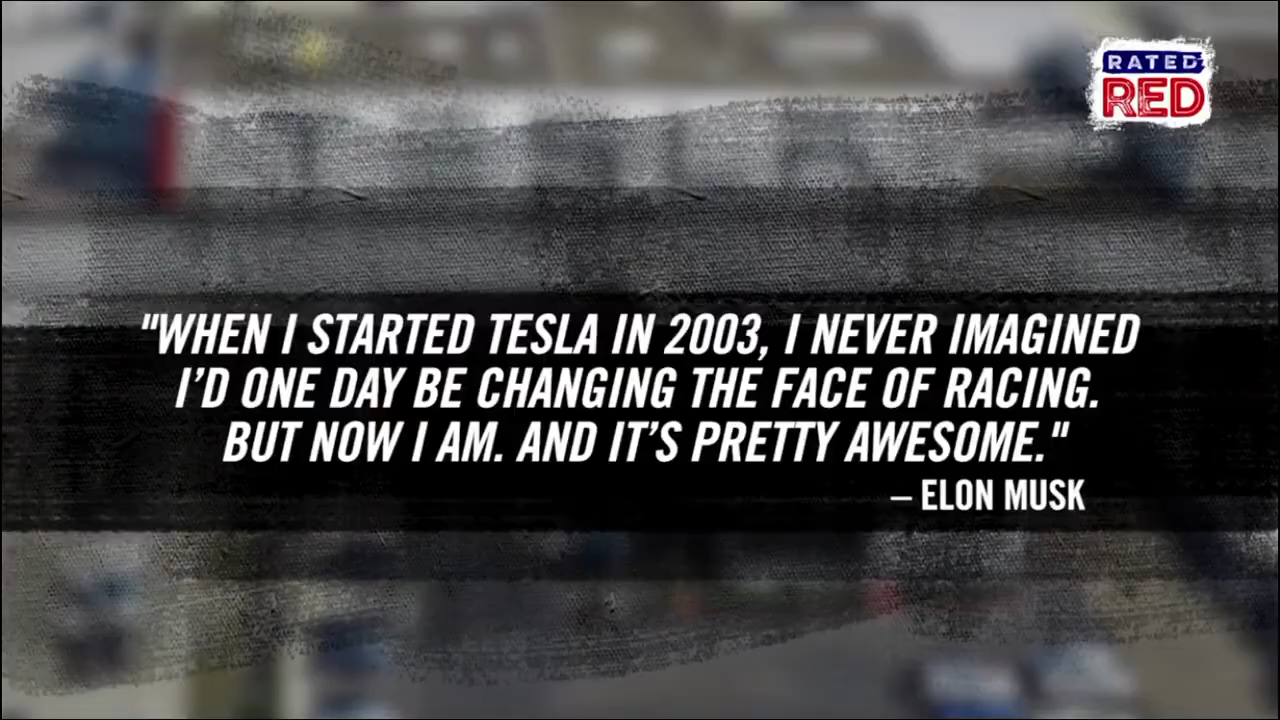 RATED
RED
"WHEN I STARTED TESLA IN 2003, I NEVER IMAGINED
I'D ONE DAY BE CHANGING THE FACE OF RACING.
BUT NOW I AM. AND IT'S PRETTY AWESOME."
– ELON MUSK